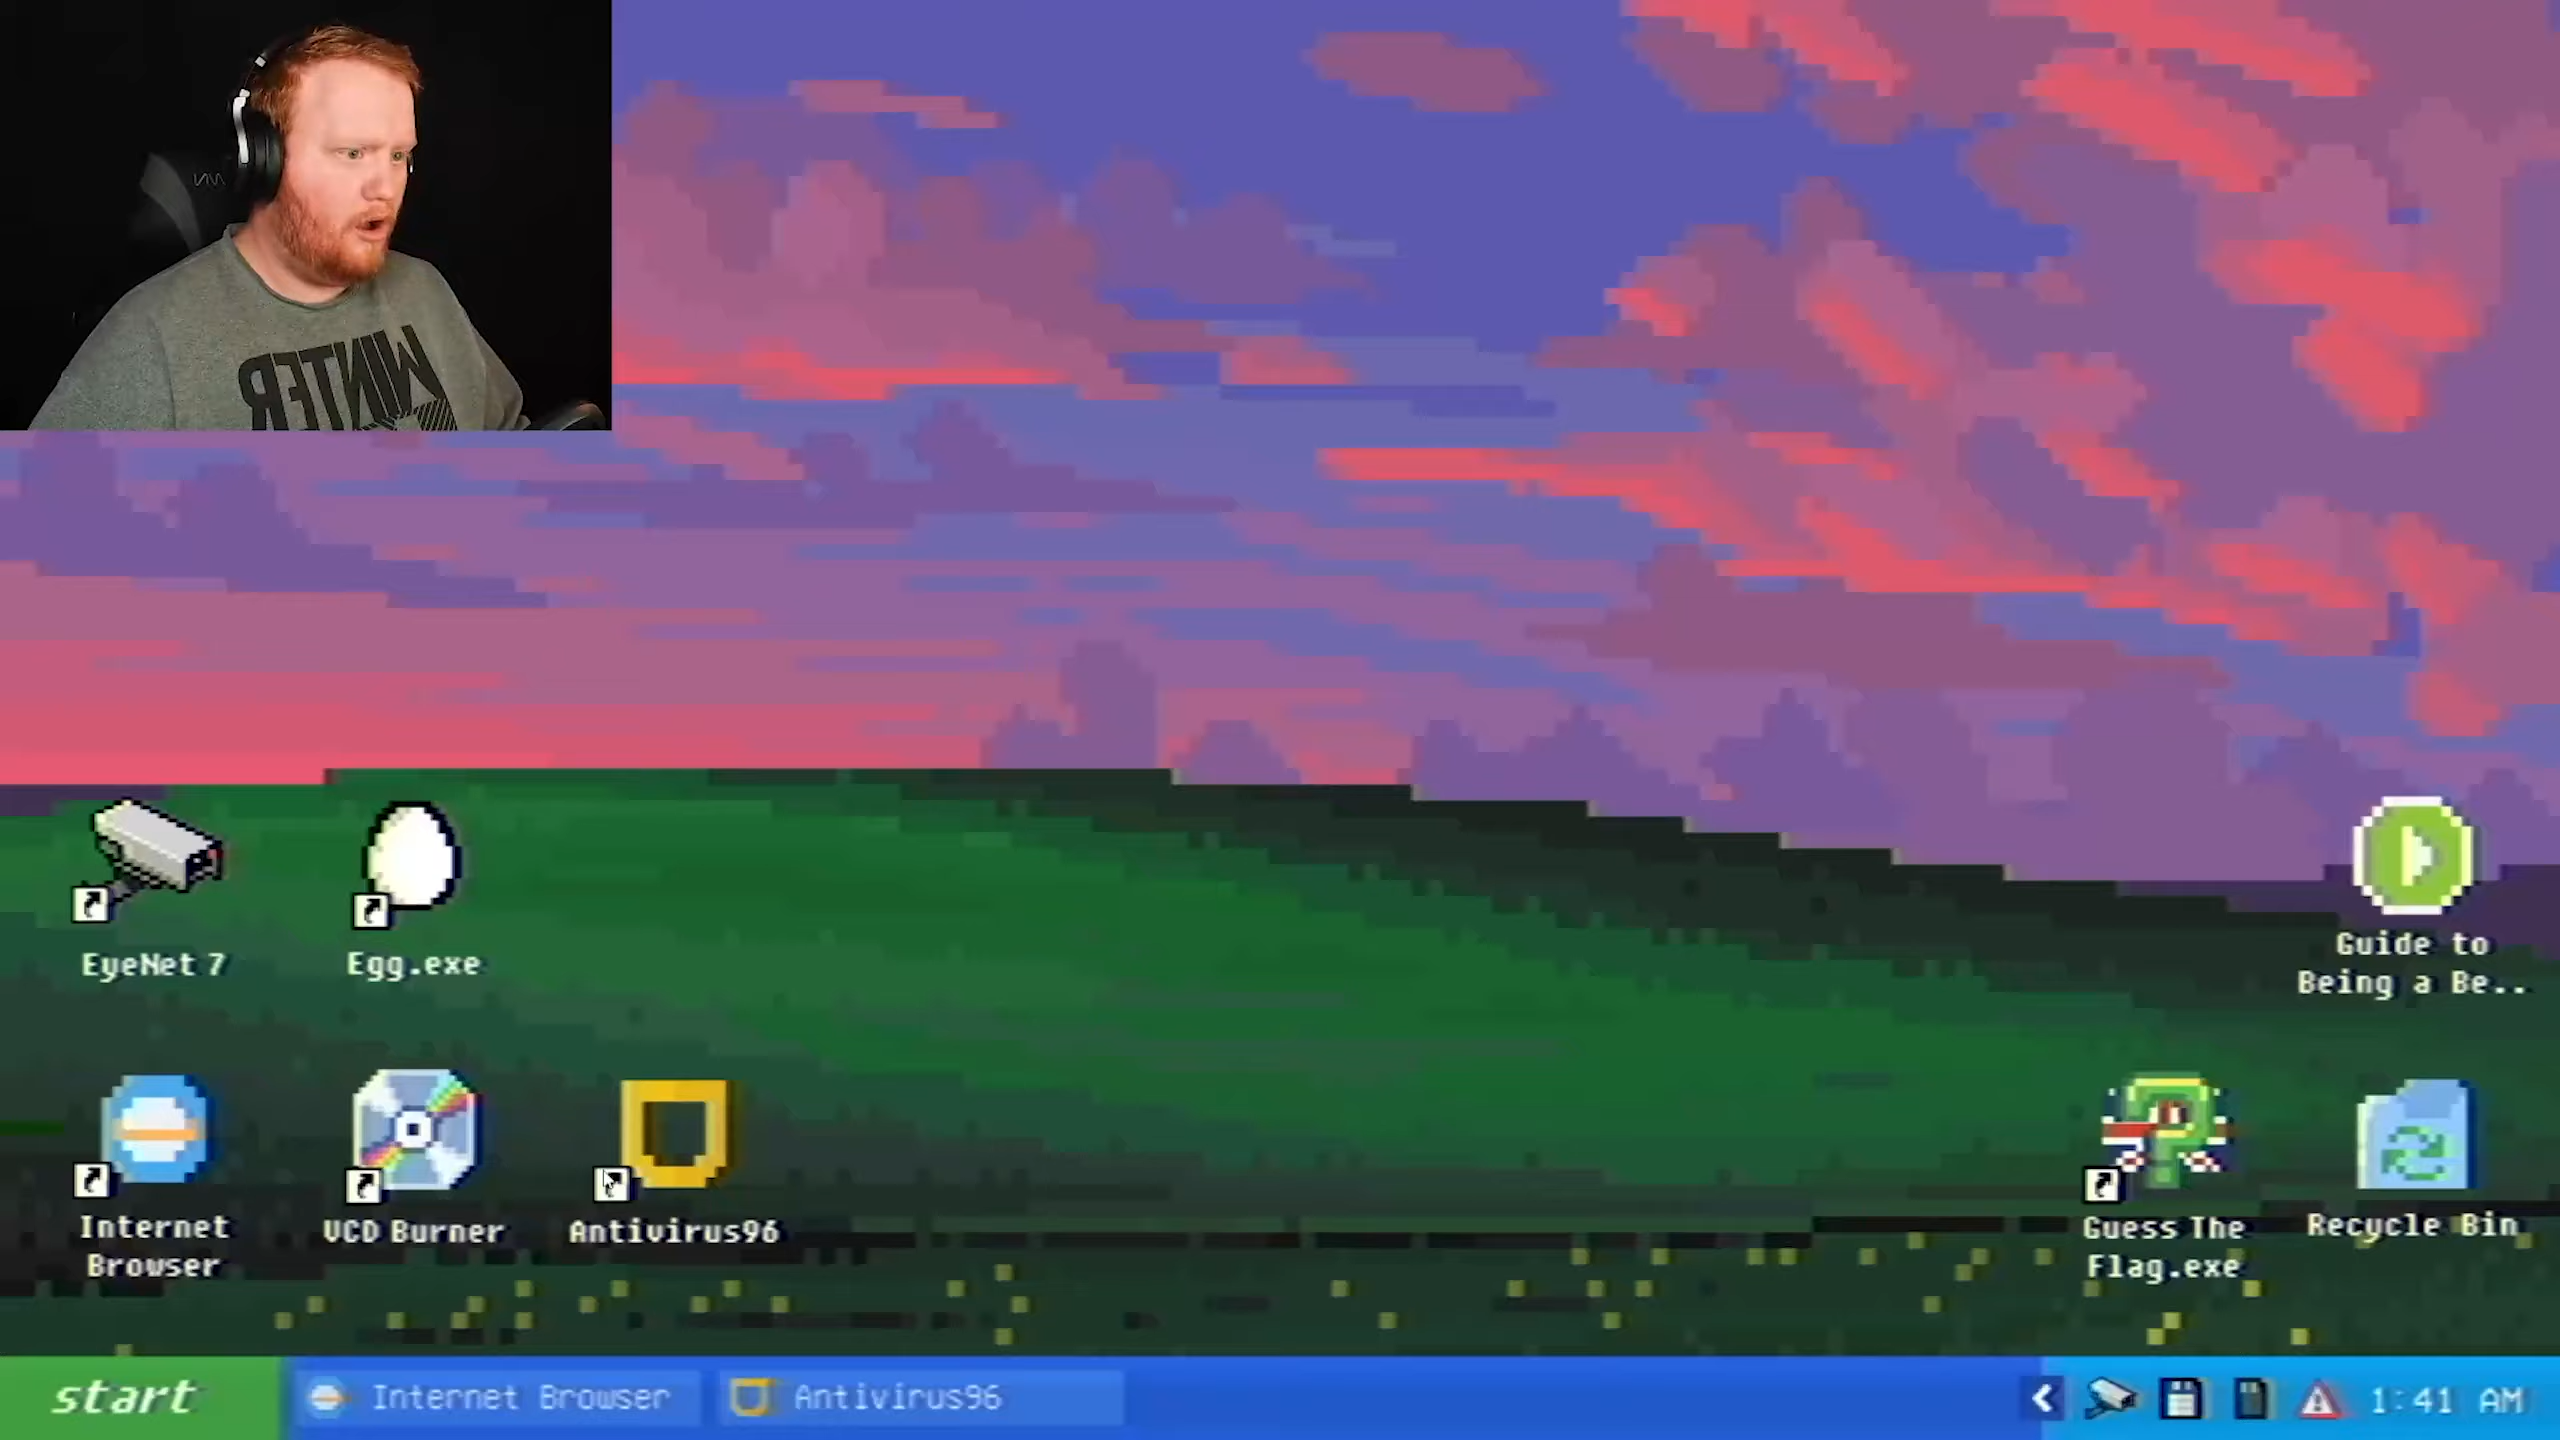 WINTER
EyeNet 7
Egg.exe
Guide to
Being a Be..
Internet
Browser
VCD Burner
Antivirus96
Guess The
Flag.exe
Recycle Bin
start
Internet Browser
Antivirus96
1:41 AM